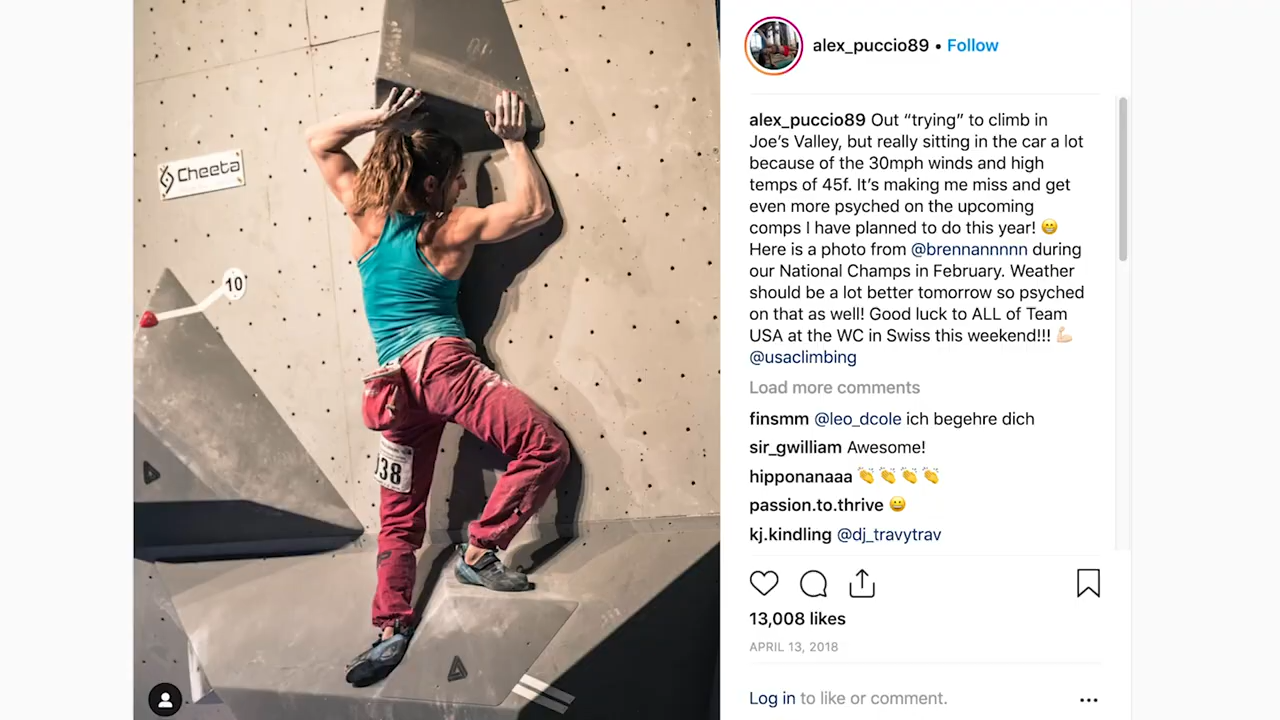 Cheeta
10
38
alex_puccio89 • Follow
alex_puccio89 Out “trying” to climb in
Joe’s Valley, but really sitting in the car a lot
because of the 30mph winds and high
temps of 45f. It’s making me miss and get
even more psyched on the upcoming
comps I have planned to do this year! 😁
Here is a photo from @brennannnnn during
our National Champs in February. Weather
should be a lot better tomorrow so psyched
on that as well! Good luck to ALL of Team
USA at the WC in Swiss this weekend!!! 💪🏻
@usaclimbing
Load more comments
finsmm @leo_dcole ich begehre dich
sir_gwilliam Awesome!
hipponanaaa 👏👏👏👏
passion.to.thrive 😀
kj.kindling @dj_travytrav
13,008 likes
APRIL 13, 2018
Log in to like or comment.